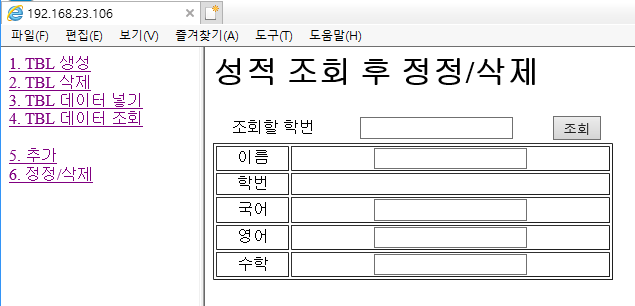 192.168.23.106
파일(F) 편집(E) 보기(V) 즐겨찾기(A) 도구(T) 도움말(H)
1. TBL 생성
2. TBL 삭제
3. TBL 데이터 넣기
4. TBL 데이터 조회
5. 추가
6. 정정/삭제
성적 조회 후 정정/삭제
조회할 학번 조회
이름
학번
국어
영어
수학